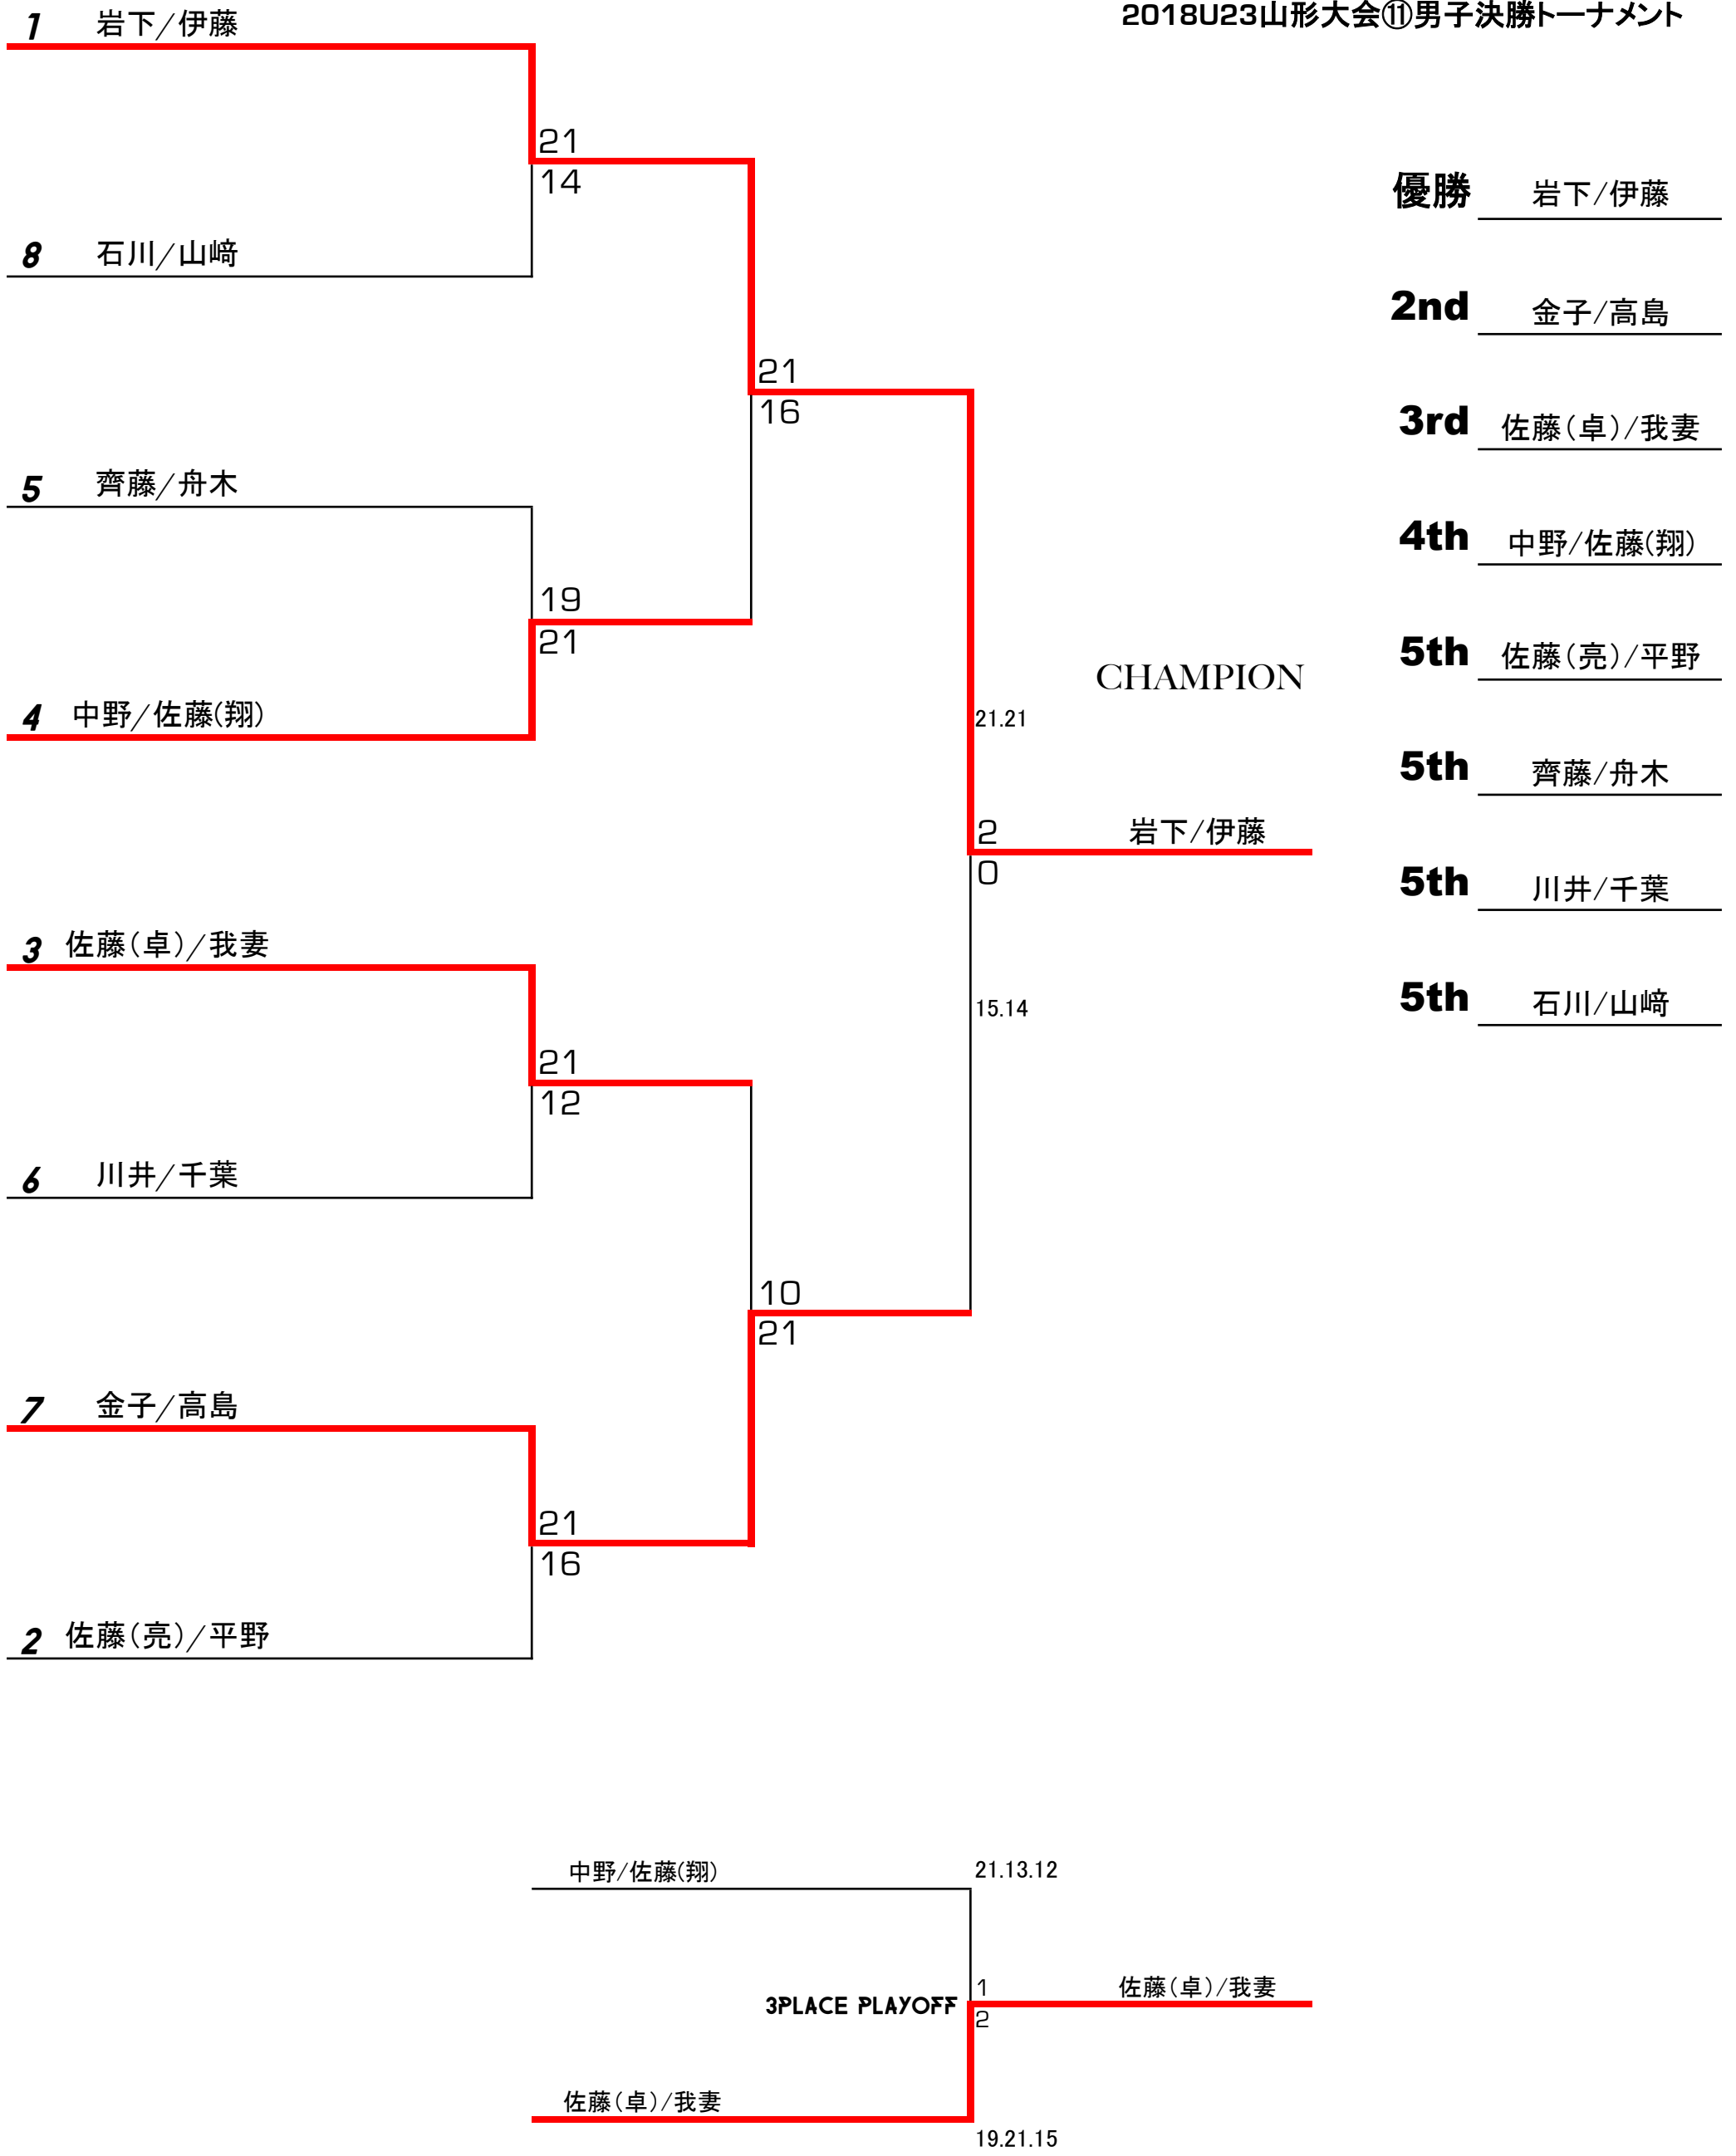 2018U23山形大会⑪男子決勝トーナメント
1 岩下/伊藤
21
14
8 石川/山﨑
21
16
5 齊藤/舟木
19
21
4 中野/佐藤(翔)
CHAMPION
21.21
2 岩下/伊藤
0
15.14
3 佐藤(卓)/我妻
21
12
6 川井/千葉
10
21
7 金子/高島
21
16
2 佐藤(亮)/平野
優勝 岩下/伊藤
2nd 金子/高島
3rd 佐藤(卓)/我妻
4th 中野/佐藤(翔)
5th 佐藤(亮)/平野
5th 齊藤/舟木
5th 川井/千葉
5th 石川/山﨑
中野/佐藤(翔) 21.13.12
3PLACE PLAYOFF
1 佐藤(卓)/我妻
2
佐藤(卓)/我妻
19.21.15